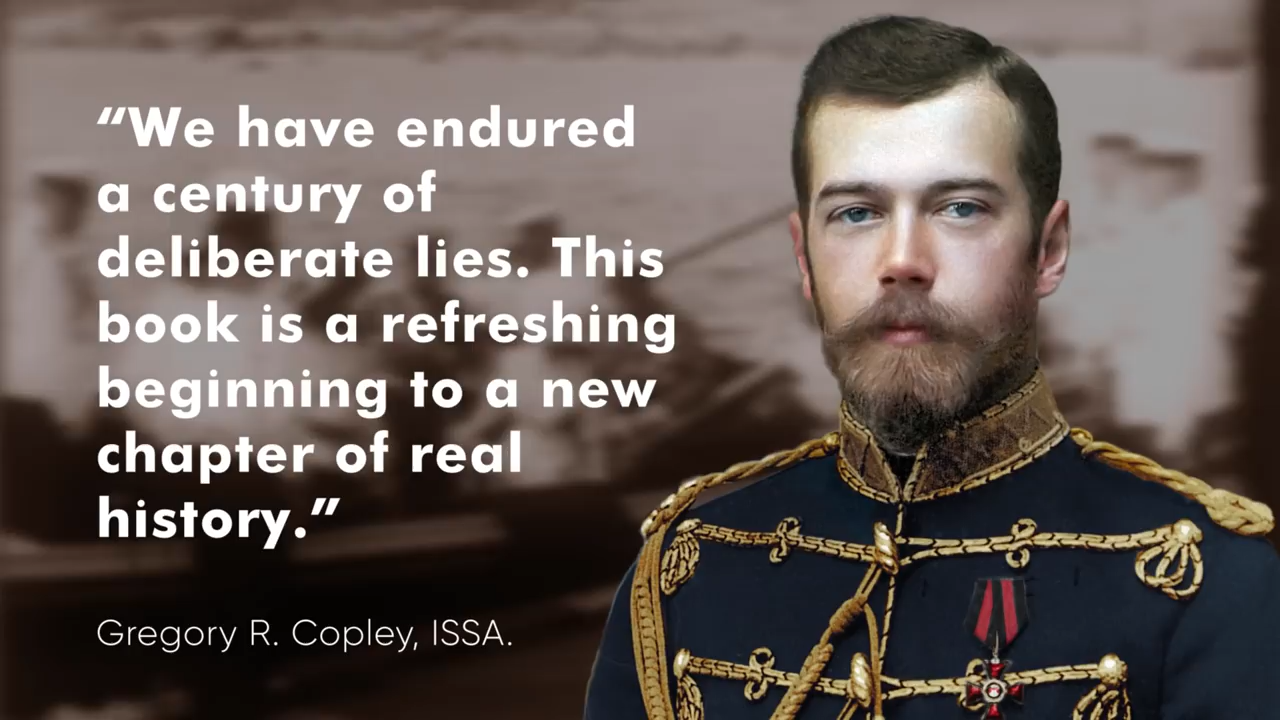 “We have endured
a century of
deliberate lies. This
book is a refreshing
beginning to a new
chapter of real
history.”
Gregory R. Copley, ISSA.